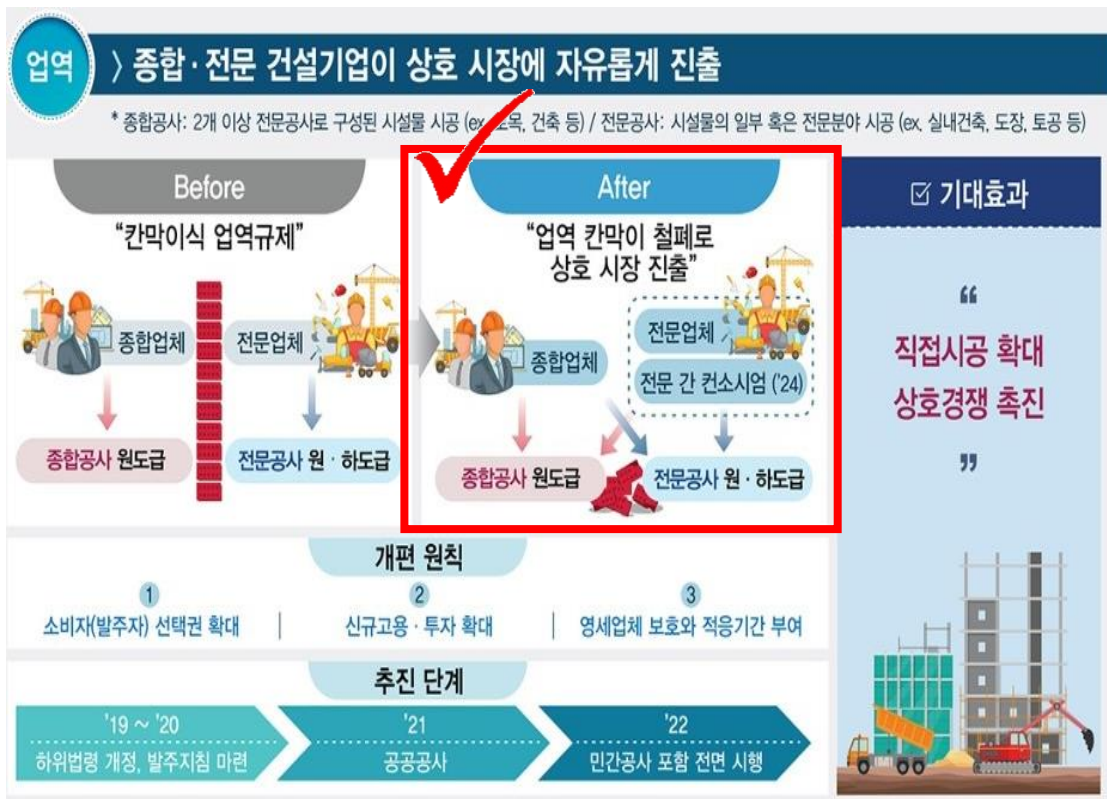 업역 > 종합·전문 건설기업이 상호 시장에 자유롭게 진출
* 종합공사: 2개 이상 전문공사로 구성된 시설물 시공 (ex. 토목, 건축 등) / 전문공사: 시설물의 일부 혹은 전문분야 시공 (ex. 실내건축, 도장, 토공 등)
Before
“칸막이식 업역규제”
종합업체
전문업체
종합공사 원도급
전문공사 원·하도급
After
“업역 칸막이 철폐로
상호 시장 진출”
종합업체
전문업체
전문 간 컨소시엄 ('24)
종합공사 원도급
전문공사 원·하도급
기대효과
“
직접시공 확대
상호경쟁 촉진
”
개편 원칙
1
소비자(발주자) 선택권 확대
2
신규고용·투자 확대
3
영세업체 보호와 적응기간 부여
추진 단계
'19 ~ '20
하위법령 개정, 발주지침 마련
'21
공공공사
'22
민간공사 포함 전면 시행